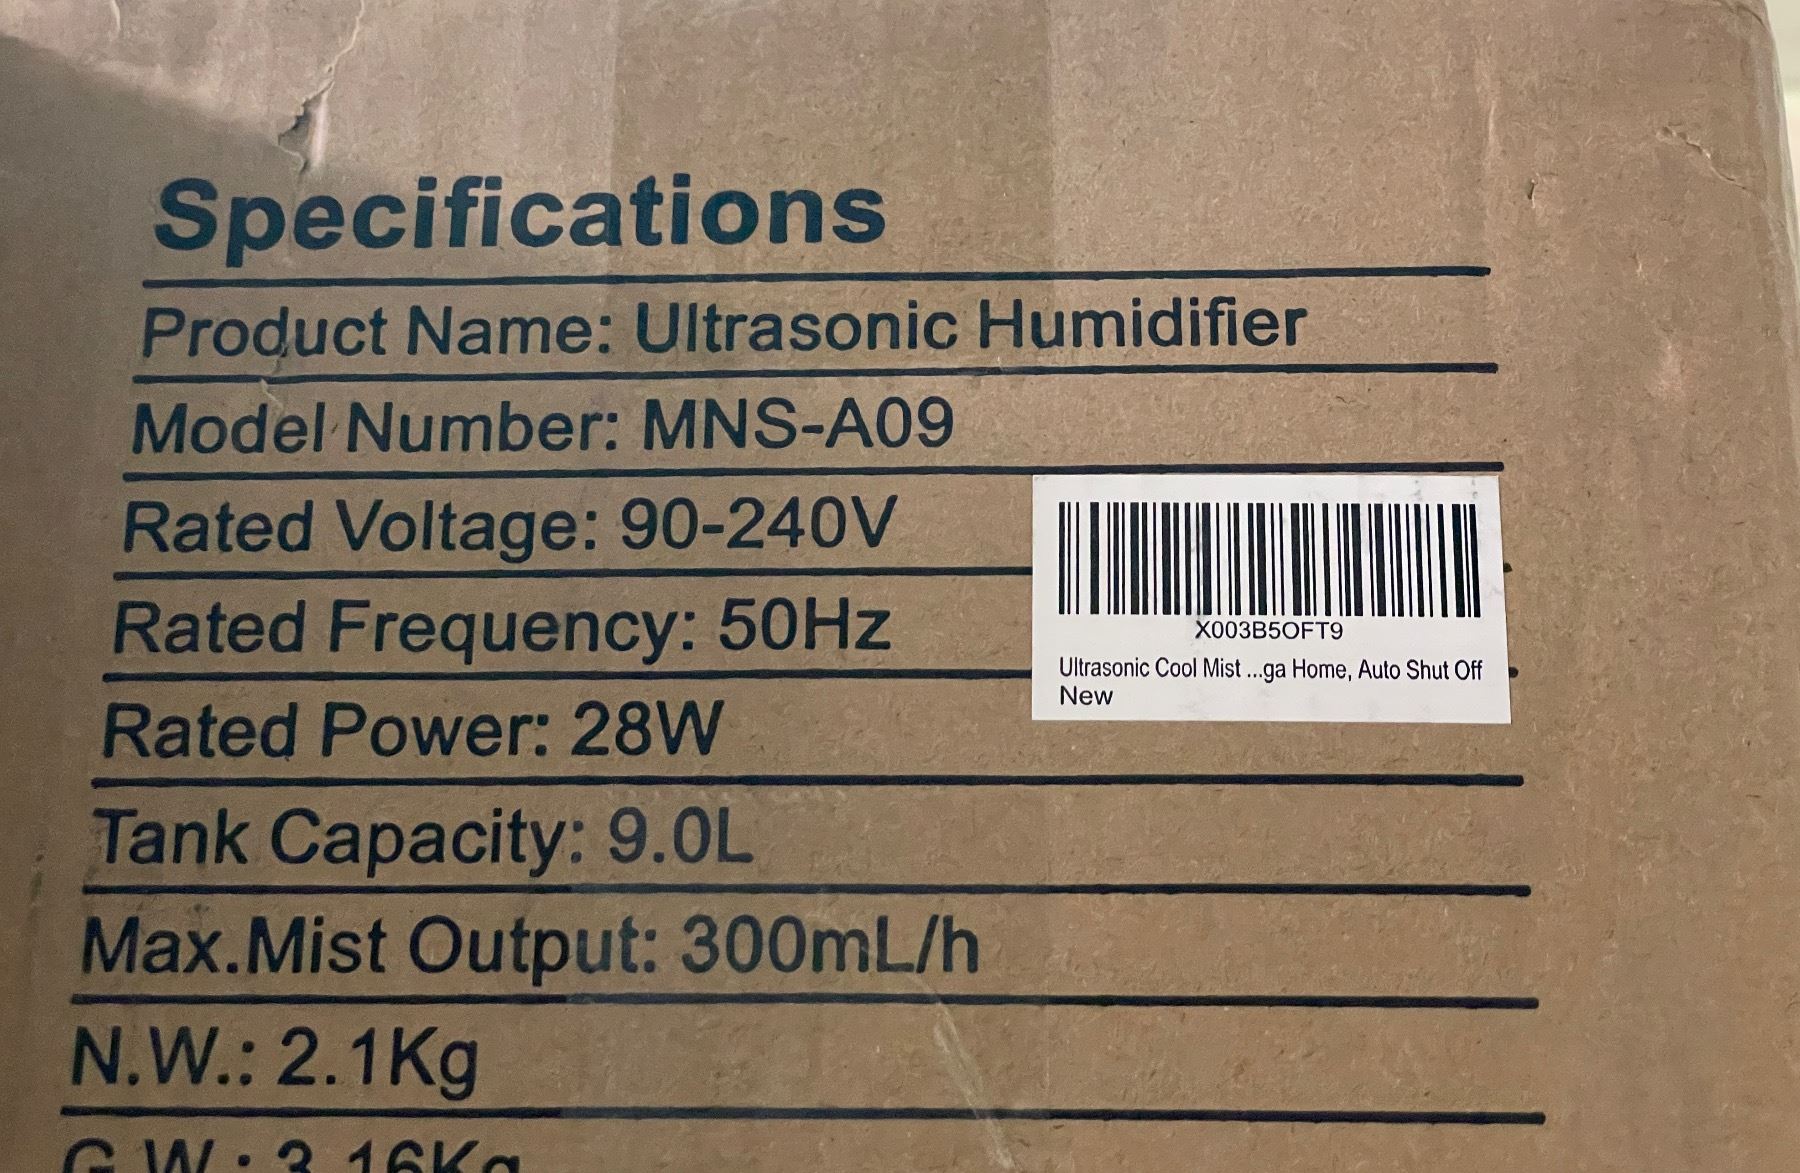 Specifications
Product Name: Ultrasonic Humidifier
Model Number: MNS-A09
Rated Voltage: 90-240V
Rated Frequency: 50Hz
Rated Power: 28W
Tank Capacity: 9.0L
Max.Mist Output: 300mL/h
N.W.: 2.1Kg
G.W.: 3.16Kg
X003B5OFT9
Ultrasonic Cool Mist ...ga Home, Auto Shut Off
New